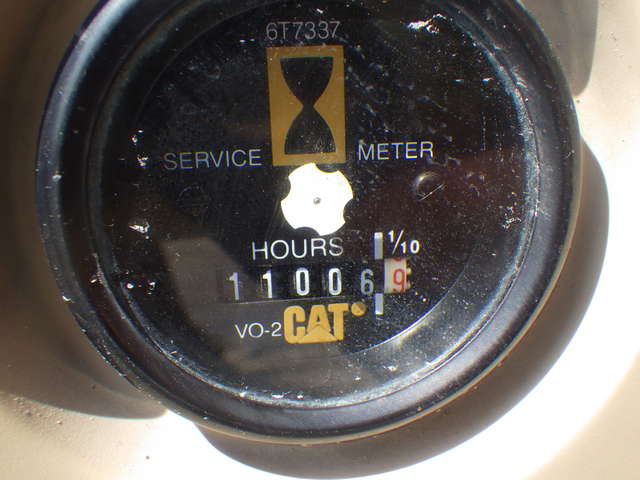 6T7337
SERVICE METER
HOURS 1/10
110069
VO-2 CAT